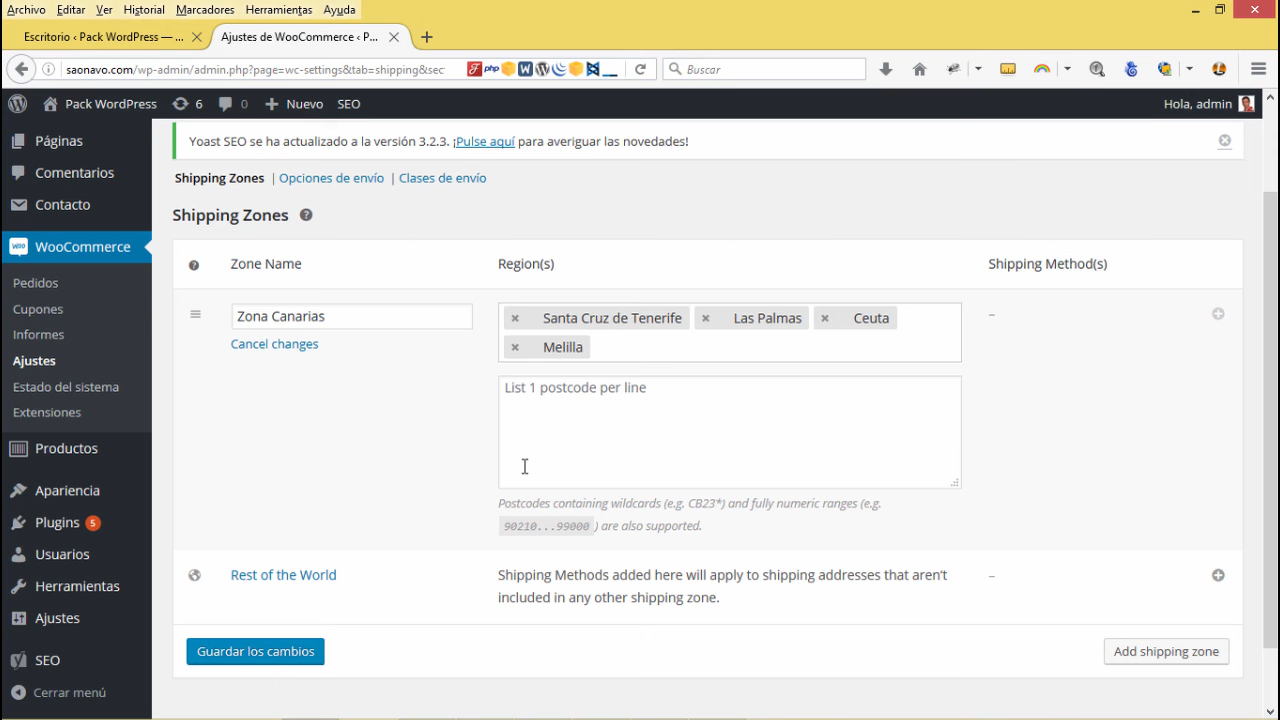 Archivo Editar Ver Historial Marcadores Herramientas Ayuda
Escritorio ‹ Pack WordPress — ...
Ajustes de WooCommerce ‹ P...
saonavo.com/wp-admin/admin.php?page=wc-settings&tab=shipping&sec
php
Buscar
Pack WordPress 6 0 Nuevo SEO Hola, admin
Páginas
Comentarios
Contacto
WooCommerce
Pedidos
Cupones
Informes
Ajustes
Estado del sistema
Extensiones
Productos
Apariencia
Plugins 5
Usuarios
Herramientas
Ajustes
SEO
Cerrar menú
Yoast SEO se ha actualizado a la versión 3.2.3. ¡Pulse aquí para averiguar las novedades!
Shipping Zones | Opciones de envío | Clases de envío
Shipping Zones ?
? Zone Name Region(s) Shipping Method(s)
Zona Canarias
Cancel changes
× Santa Cruz de Tenerife × Las Palmas × Ceuta
× Melilla
–
List 1 postcode per line
Postcodes containing wildcards (e.g. CB23*) and fully numeric ranges (e.g.
90210...99000 ) are also supported.
Rest of the World
Shipping Methods added here will apply to shipping addresses that aren't
included in any other shipping zone.
–
Guardar los cambios
Add shipping zone